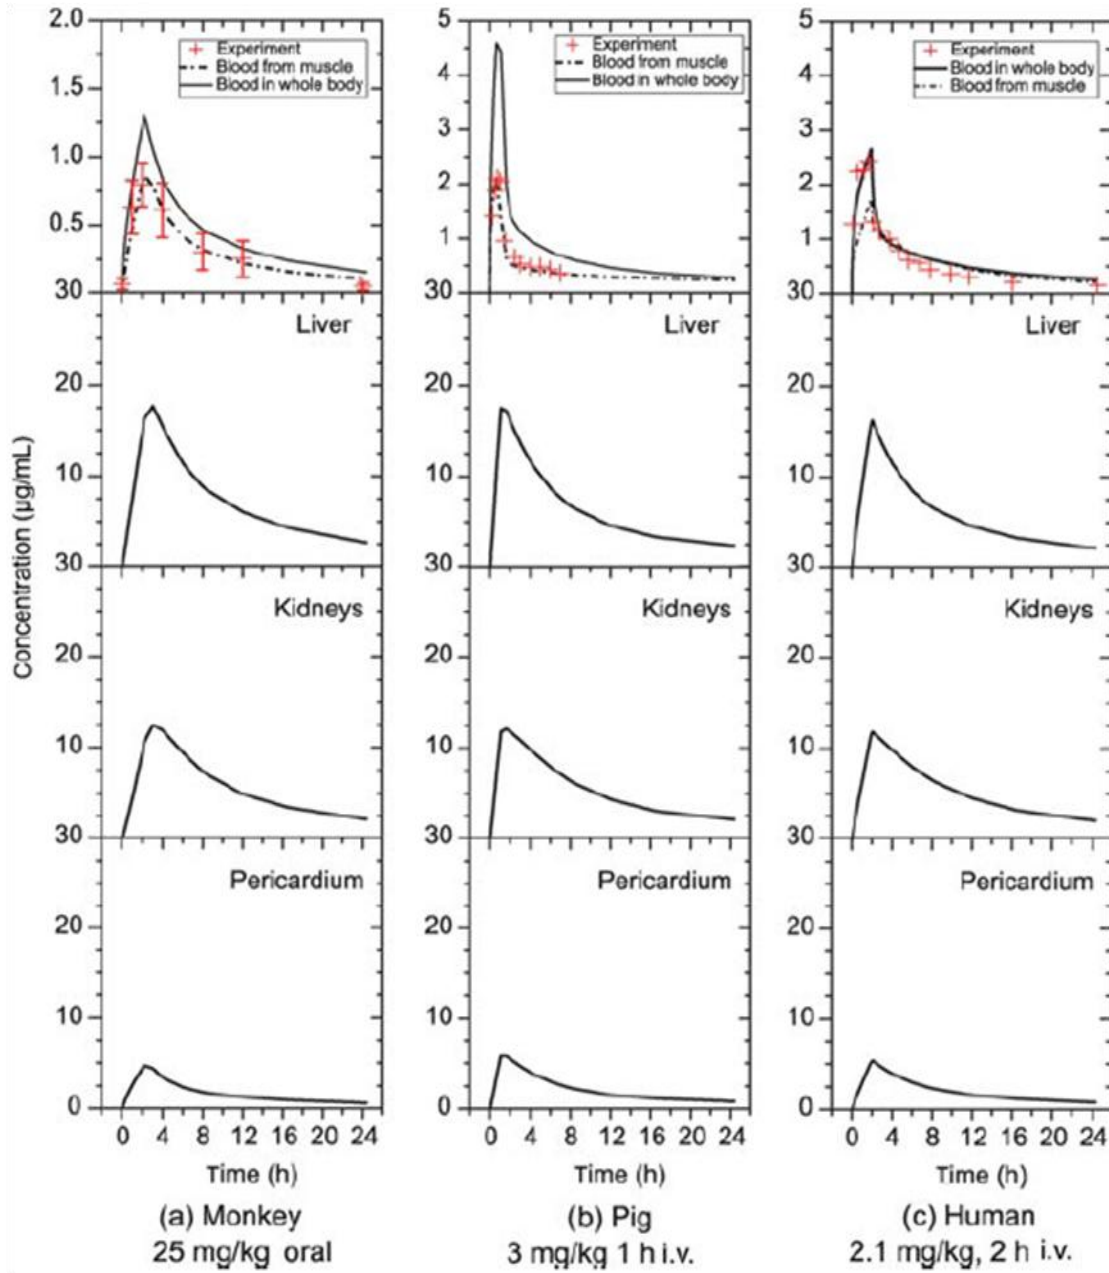 2.0
1.5
1.0
0.5
30
20
10
30
20
10
30
20
10
0
Concentration (µg/mL)
Experiment
Blood from muscle
Blood in whole body
Liver
Kidneys
Pericardium
0 4 8 12 16 20 24
Time (h)
(a) Monkey
25 mg/kg oral
5
4
3
2
1
30
20
10
30
20
10
30
20
10
0
Experiment
Blood from muscle
Blood in whole body
Liver
Kidneys
Pericardium
0 4 8 12 16 20 24
Time (h)
(b) Pig
3 mg/kg 1 h i.v.
5
4
3
2
1
30
20
10
30
20
10
30
20
10
0
Experiment
Blood in whole body
Blood from muscle
Liver
Kidneys
Pericardium
0 4 8 12 16 20 24
Time (h)
(c) Human
2.1 mg/kg, 2 h i.v.